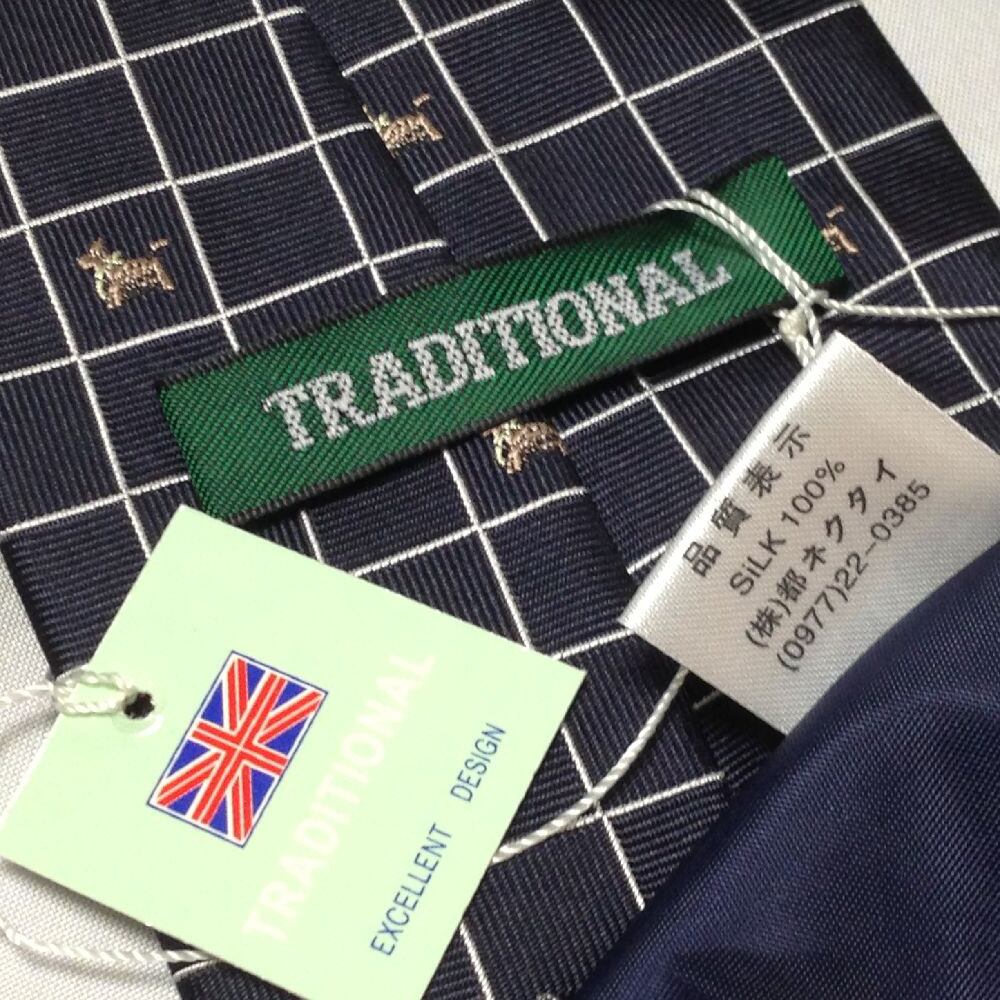 TRADITIONAL
品質表示
SiLK 100%
(株)都ネクタイ
(0977)22-0385
TRADITIONAL
EXCELLENT DESIGN